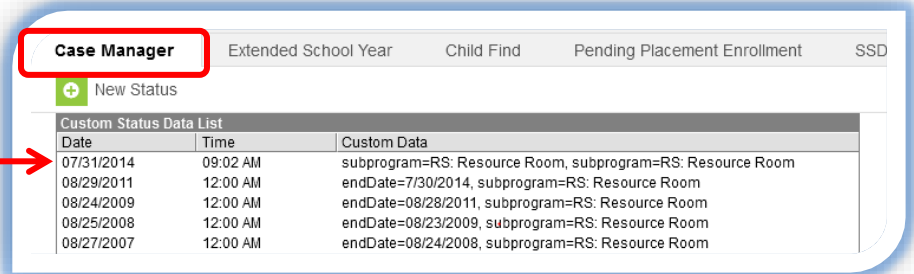 Case Manager Extended School Year Child Find Pending Placement Enrollment SSD
New Status
Custom Status Data List
Date Time Custom Data
07/31/2014 09:02 AM subprogram=RS: Resource Room, subprogram=RS: Resource Room
08/29/2011 12:00 AM endDate=7/30/2014, subprogram=RS: Resource Room
08/24/2009 12:00 AM endDate=08/28/2011, subprogram=RS: Resource Room
08/25/2008 12:00 AM endDate=08/23/2009, subprogram=RS: Resource Room
08/27/2007 12:00 AM endDate=08/24/2008, subprogram=RS: Resource Room